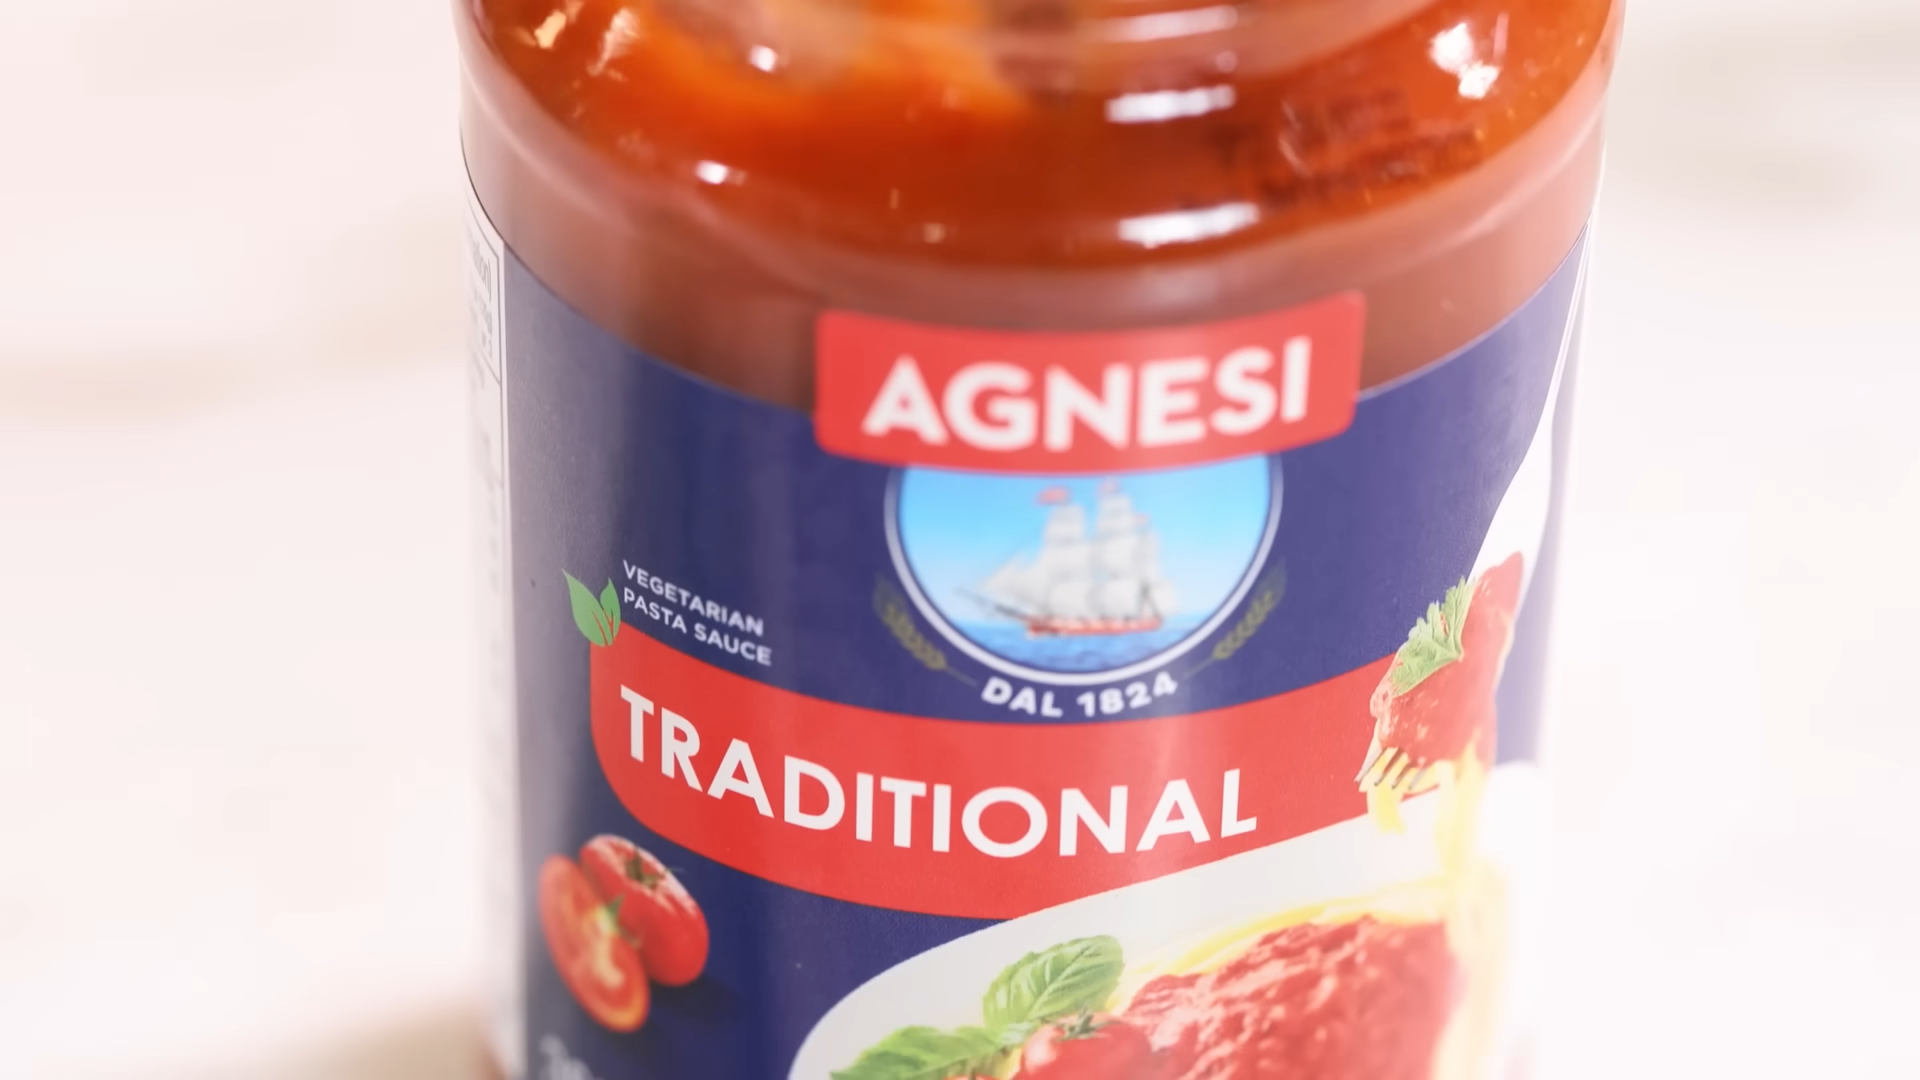 AGNESI
DAL 1824
VEGETARIAN
PASTA SAUCE
TRADITIONAL